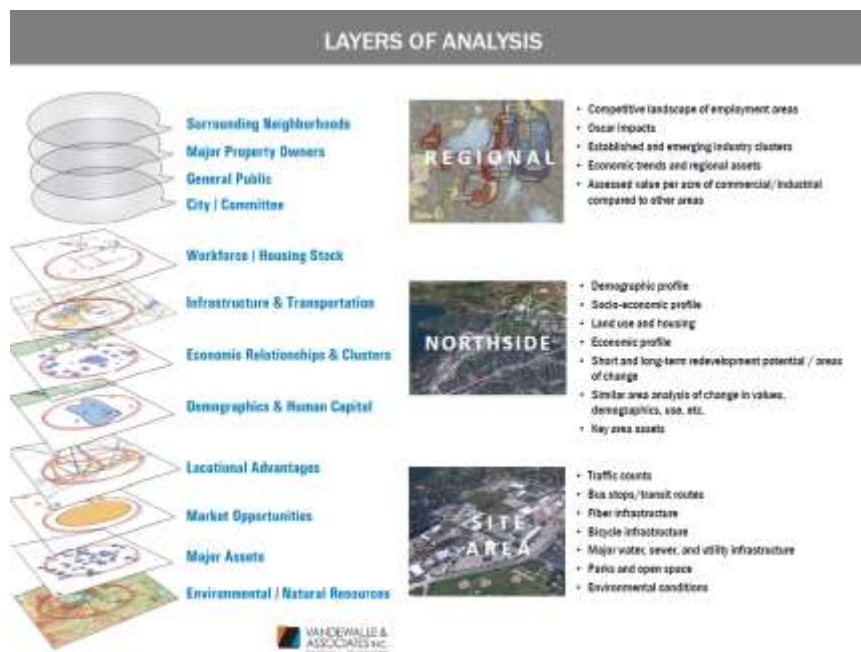 LAYERS OF ANALYSIS
Surrounding Neighborhoods
Major Property Owners
General Public
City | Committee
Workforce | Housing Stock
Infrastructure & Transportation
Economic Relationships & Clusters
Demographics & Human Capital
Locational Advantages
Market Opportunities
Major Assets
Environmental | Natural Resources
REGIONAL
• Competitive landscape of employment areas
• Oscar impacts
• Established and emerging industry clusters
• Economic trends and regional assets
• Assessed value per acre of commercial/industrial
compared to other areas
NORTHSIDE
• Demographic profile
• Socio-economic profile
• Land use and housing
• Economic profile
• Short and long-term redevelopment potential / areas
of change
• Similar area analysis of change in values,
demographics, use, etc.
• Key area assets
SITE
AREA
• Traffic counts
• Bus stops/transit routes
• Fiber infrastructure
• Bicycle infrastructure
• Major water, sewer, and utility infrastructure
• Parks and open space
• Environmental conditions
VANDEWALLE &
ASSOCIATES INC.